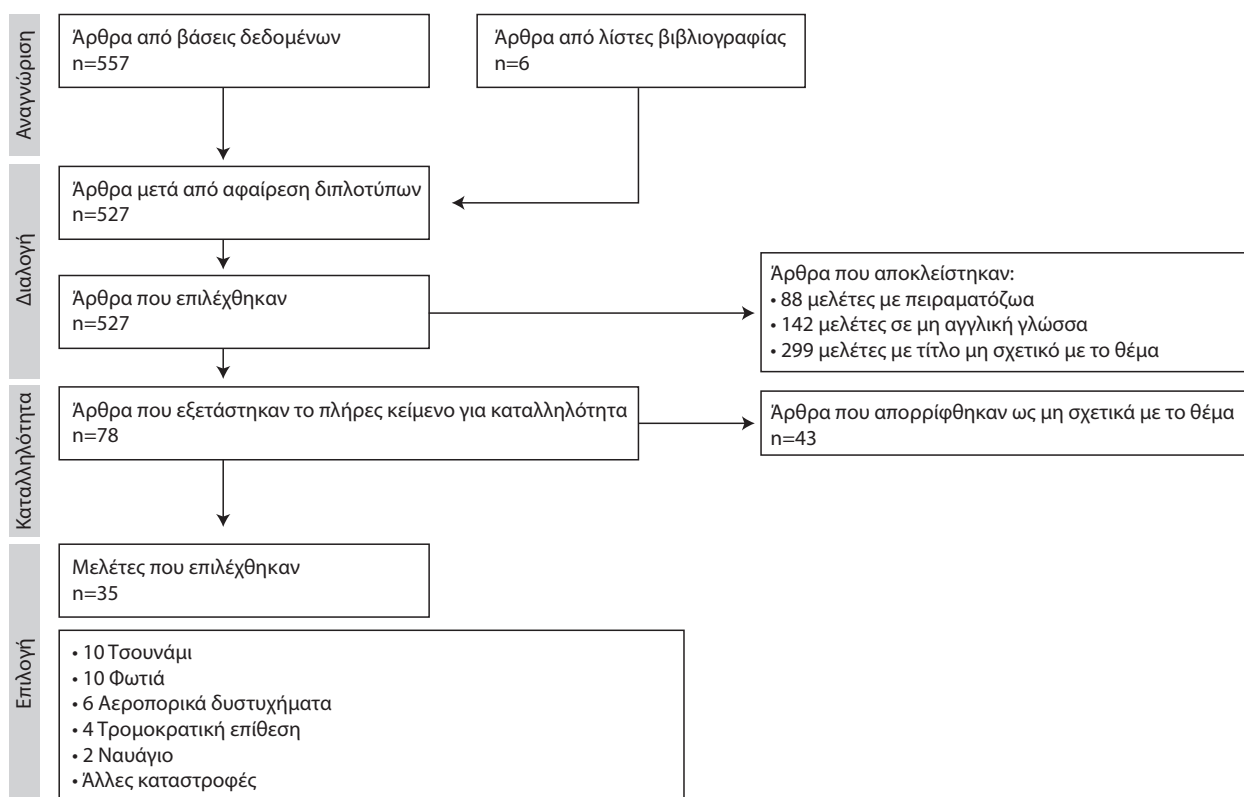 Αναγνώριση
Άρθρα από βάσεις δεδομένων
n=557
Άρθρα από λίστες βιβλιογραφίας
n=6
Διαλογή
Άρθρα μετά από αφαίρεση διπλοτύπων
n=527
Άρθρα που επιλέχθηκαν
n=527
Άρθρα που αποκλείστηκαν:
• 88 μελέτες με πειραματόζωα
• 142 μελέτες σε μη αγγλική γλώσσα
• 299 μελέτες με τίτλο μη σχετικό με το θέμα
Καταλληλότητα
Άρθρα που εξετάστηκαν το πλήρες κείμενο για καταλληλότητα
n=78
Άρθρα που απορρίφθηκαν ως μη σχετικά με το θέμα
n=43
Επιλογή
Μελέτες που επιλέχθηκαν
n=35
• 10 Τσουνάμι
• 10 Φωτιά
• 6 Αεροπορικά δυστυχήματα
• 4 Τρομοκρατική επίθεση
• 2 Ναυάγιο
• Άλλες καταστροφές